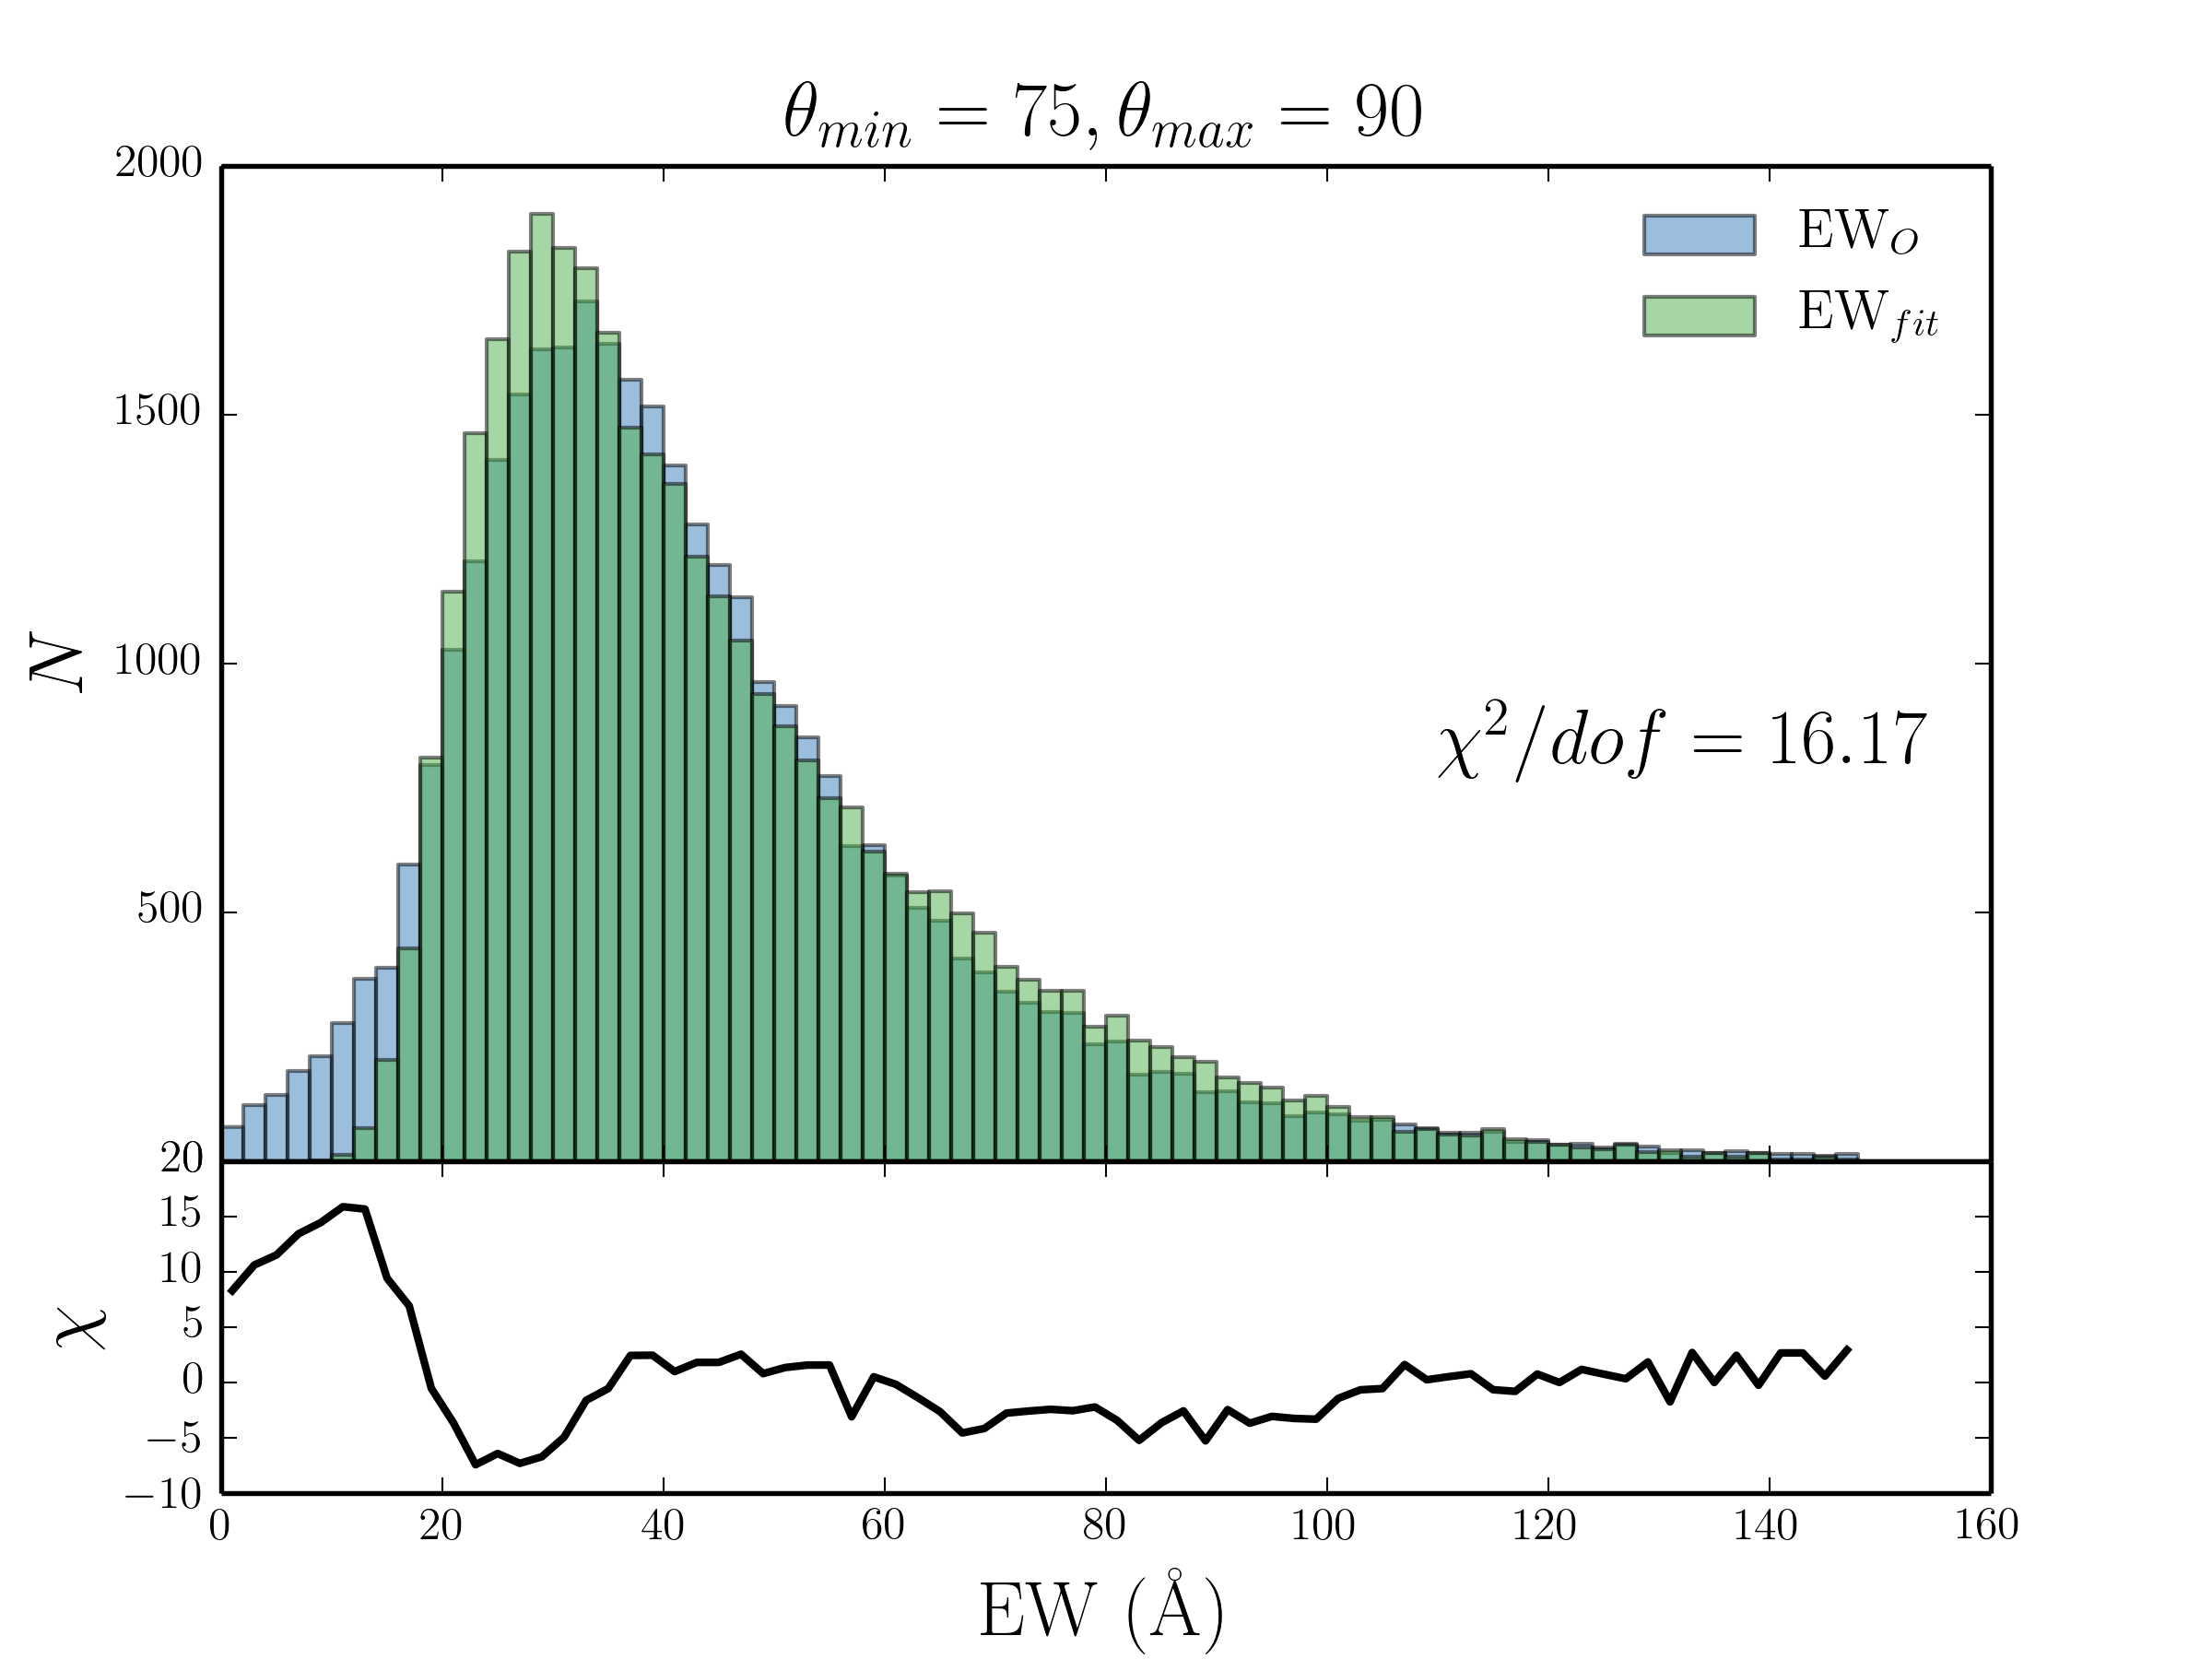 θ_min = 75, θ_max = 90
2000
1500
1000
500
N
EW_O
EW_fit
χ²/dof = 16.17
20
15
10
5
0
−5
−10
χ
0 20 40 60 80 100 120 140 160
EW (Å)